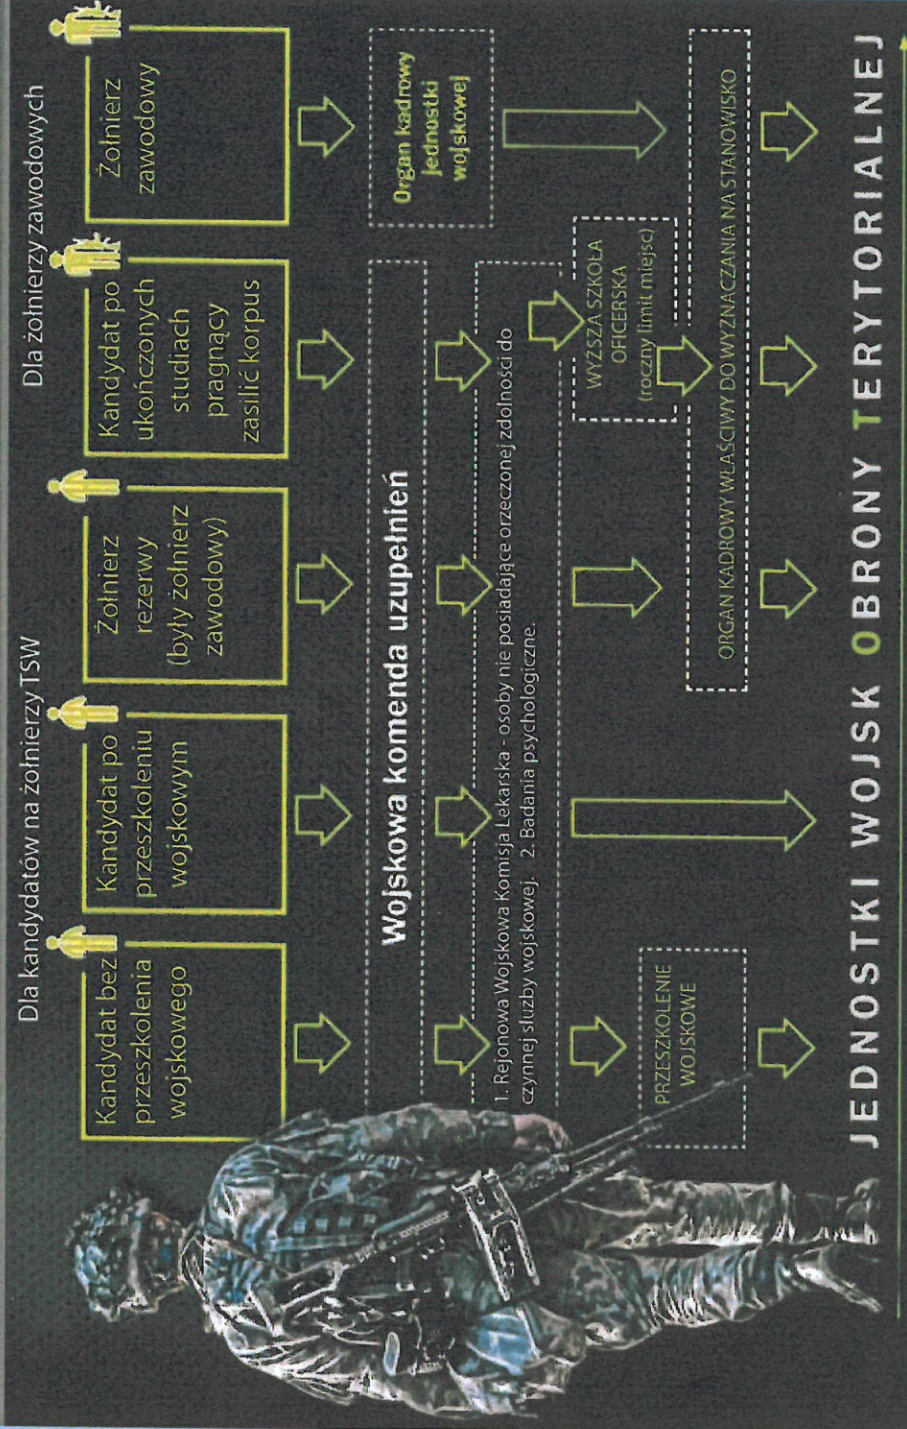 Dla kandydatów na żołnierzy TSW
Dla żołnierzy zawodowych
Kandydat bez
przeszkolenia
wojskowego
Kandydat po
przeszkoleniu
wojskowym
Żołnierz
rezerwy
(były żołnierz
zawodowy)
Kandydat po
ukończonych
studiach
pragnący
zasilić korpus
Żołnierz
zawodowy
Wojskowa komenda uzupełnień
Organ kadrowy
jednostki
wojskowej
1. Rejonowa Wojskowa Komisja Lekarska - osoby nie posiadające orzeczonej zdolności do
czynnej służby wojskowej. 2. Badania psychologiczne.
PRZESZKOLENIE
WOJSKOWE
WYŻSZA SZKOŁA
OFICERSKA
(roczny limit miejsc)
ORGAN KADROWY WŁAŚCIWY DO WYZNACZANIA NA STANOWISKO
JEDNOSTKI WOJSK OBRONY TERYTORIALNEJ